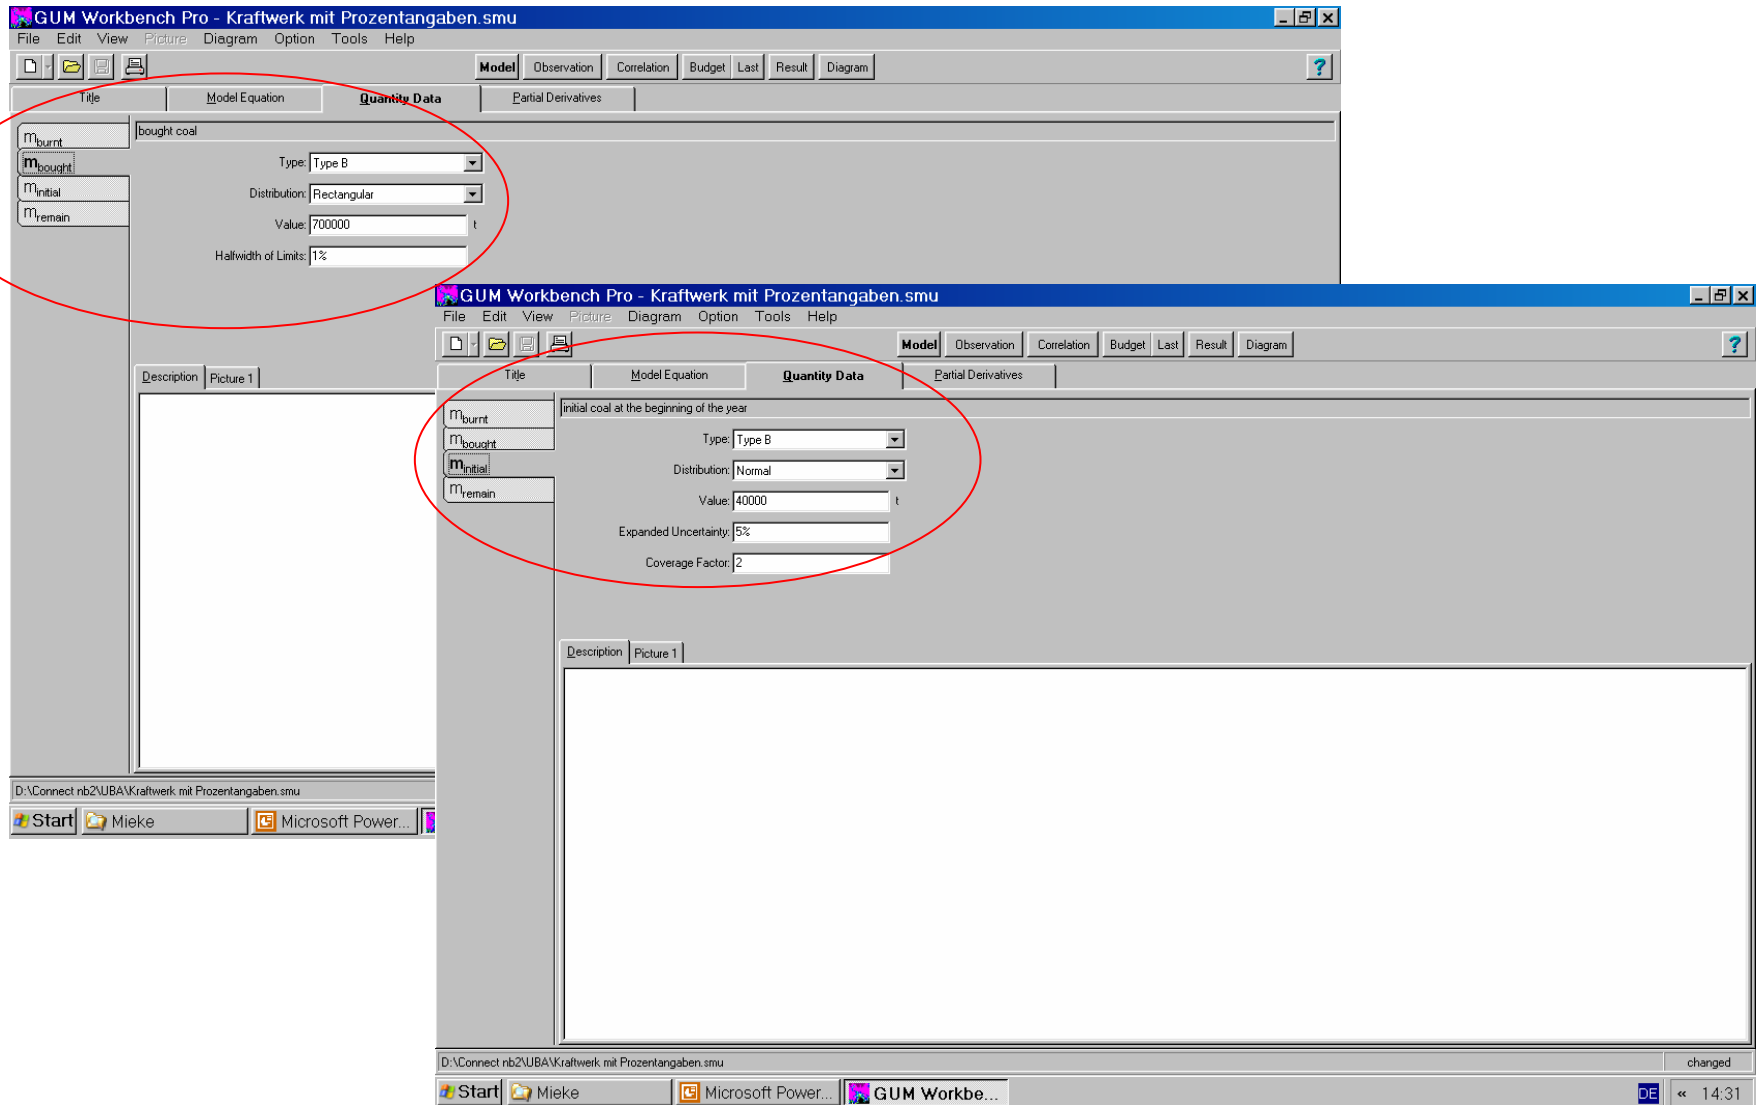 GUM Workbench Pro - Kraftwerk mit Prozentangaben.smu
File Edit View Picture Diagram Option Tools Help
Model Observation Correlation Budget Last Result Diagram ?
Title Model Equation Quantity Data Partial Derivatives
mburnt
mbought
minitial
mremain
bought coal
Type: Type B
Distribution: Rectangular
Value: 700000 t
Halfwidth of Limits: 1%
Description Picture 1
D:\Connect nb2\UBA\Kraftwerk mit Prozentangaben.smu
Start Mieke Microsoft Power...
GUM Workbench Pro - Kraftwerk mit Prozentangaben.smu
File Edit View Picture Diagram Option Tools Help
Model Observation Correlation Budget Last Result Diagram ?
Title Model Equation Quantity Data Partial Derivatives
mburnt
mbought
minitial
mremain
initial coal at the beginning of the year
Type: Type B
Distribution: Normal
Value: 40000 t
Expanded Uncertainty: 5%
Coverage Factor: 2
Description Picture 1
D:\Connect nb2\UBA\Kraftwerk mit Prozentangaben.smu changed
Start Mieke Microsoft Power... GUM Workbe... DE « 14:31